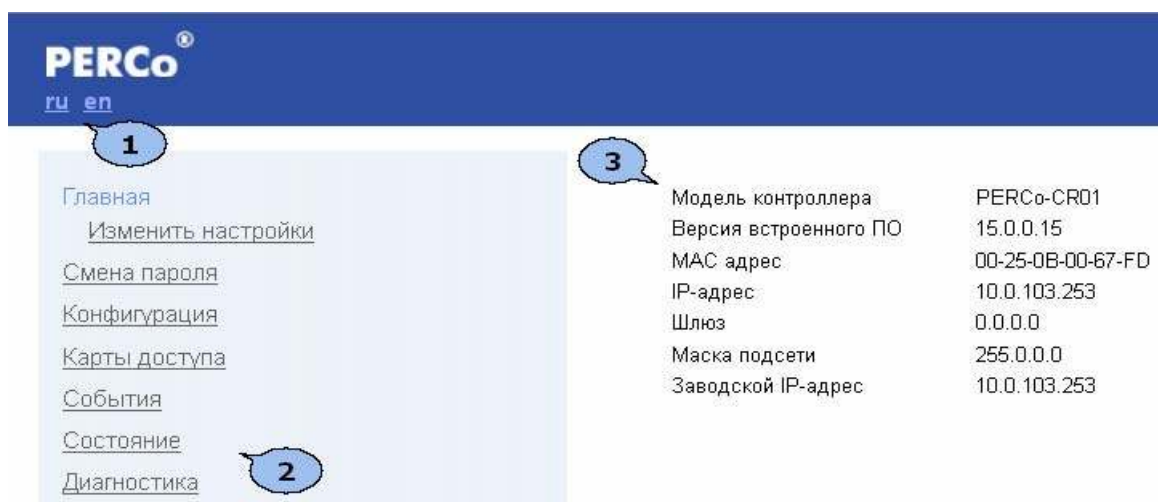 PERCo®
ru en
1
Главная
Изменить настройки
Смена пароля
Конфигурация
Карты доступа
События
Состояние
Диагностика
2
3
Модель контроллера PERCo-CR01
Версия встроенного ПО 15.0.0.15
MAC адрес 00-25-0B-00-67-FD
IP-адрес 10.0.103.253
Шлюз 0.0.0.0
Маска подсети 255.0.0.0
Заводской IP-адрес 10.0.103.253